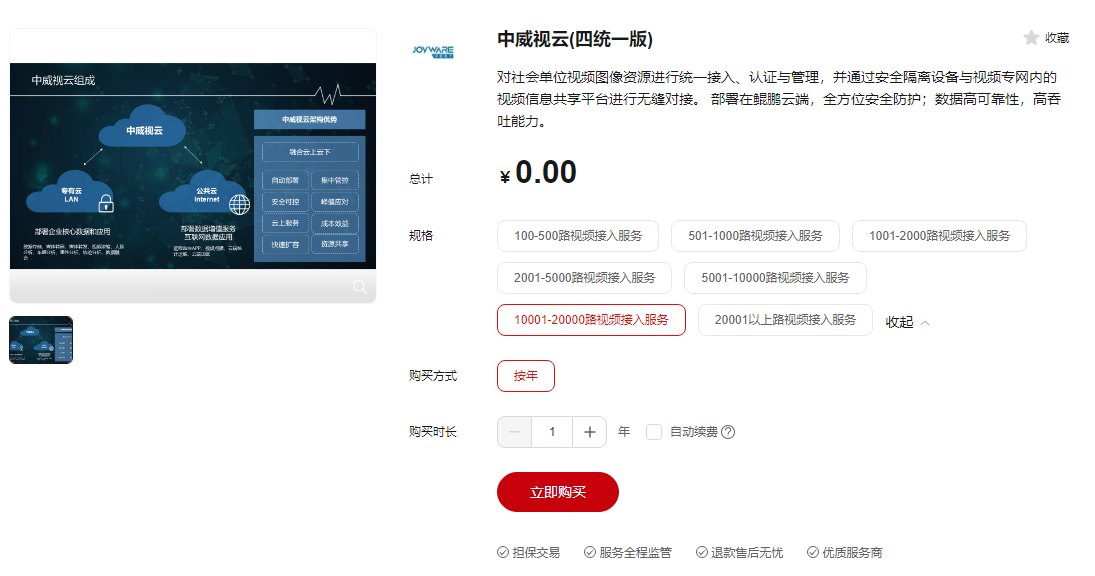 中威视云(四统一版)
收藏
JOYWARE
对社会单位视频图像资源进行统一接入、认证与管理，并通过安全隔离设备与视频专网内的
视频信息共享平台进行无缝对接。 部署在鲲鹏云端，全方位安全防护；数据高可靠性，高吞
吐能力。
总计
¥ 0.00
规格
100-500路视频接入服务
501-1000路视频接入服务
1001-2000路视频接入服务
2001-5000路视频接入服务
5001-10000路视频接入服务
10001-20000路视频接入服务
20001以上路视频接入服务
收起
购买方式
按年
购买时长
1
年
自动续费
立即购买
担保交易
服务全程监管
退款售后无忧
优质服务商
中威视云组成
中威视云
专有云
LAN
公共云
Internet
部署企业核心数据和应用
部署数据增值服务
互联网数据应用
中威视云架构优势
融合云上云下
自动部署
集中管控
安全可控
峰值应对
云上服务
成本效益
快速扩容
资源共享